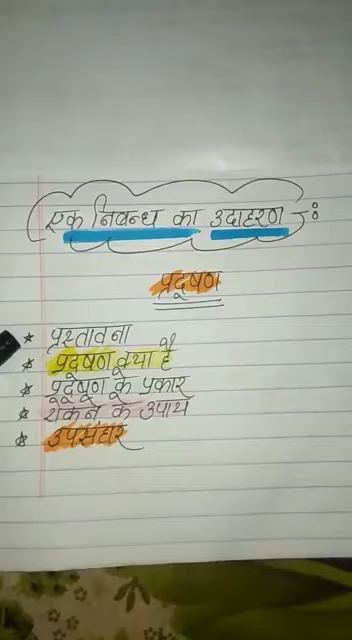 एक निबन्ध का उदाहरण -:
प्रदूषण
★ प्रस्तावना
★ प्रदूषण क्या है
★ प्रदूषण के प्रकार
★ रोकने के उपाय
★ उपसंहार